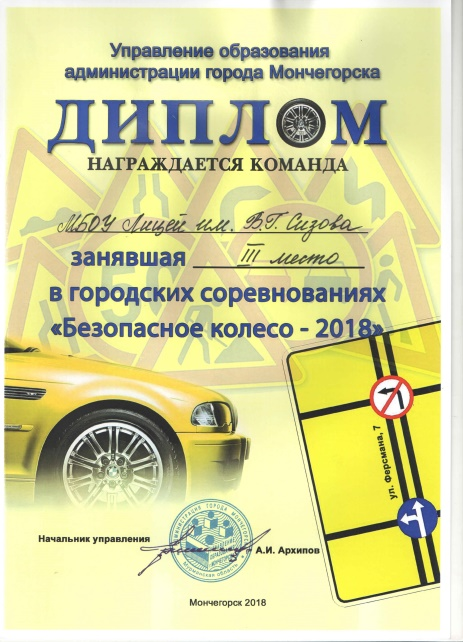 Управление образования
администрации города Мончегорска
ДИПЛОМ
НАГРАЖДАЕТСЯ КОМАНДА
МБОУ Лицей им. В.Г. Сизова
занявшая III место
в городских соревнованиях
«Безопасное колесо - 2018»
ул. Ферсмана, 7
Начальник управления
А.И. Архипов
Мончегорск 2018